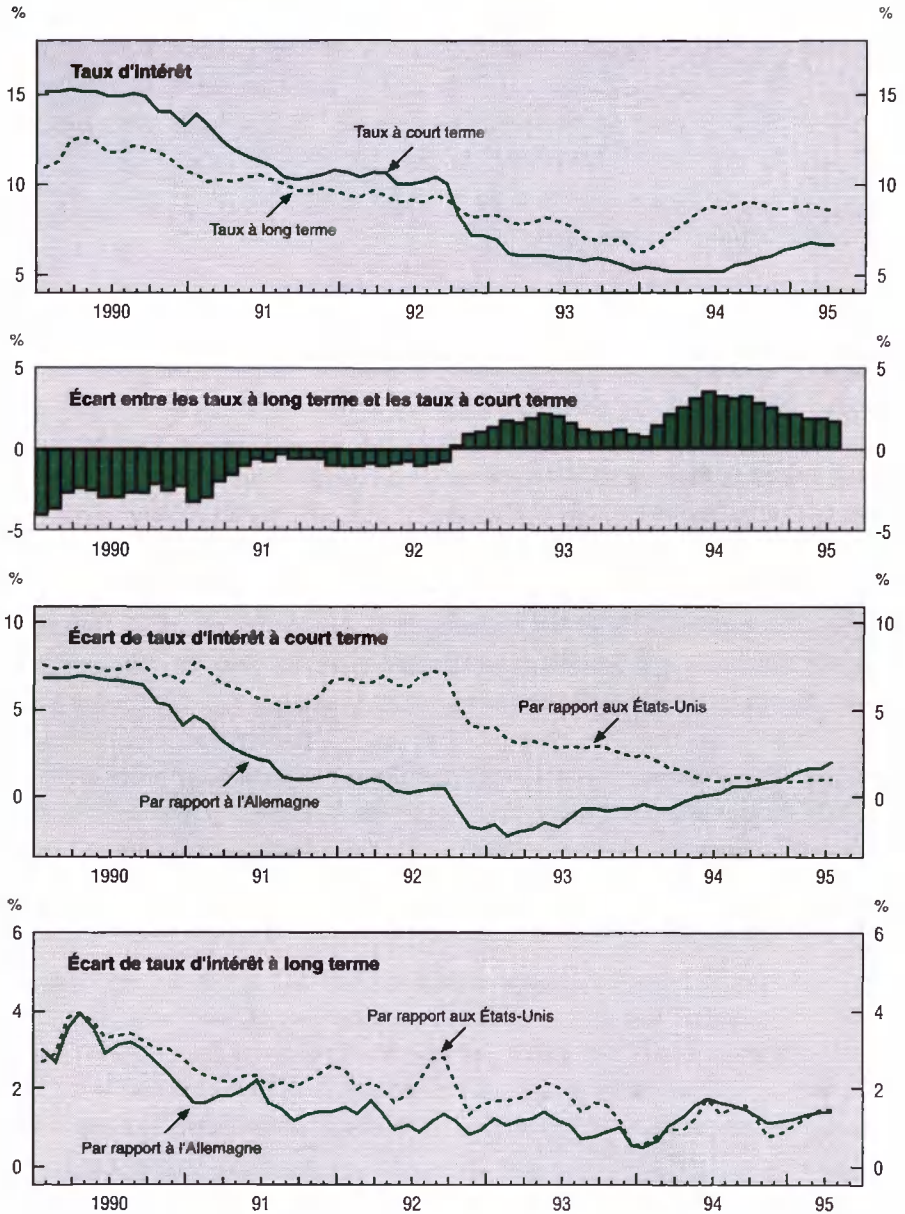 % %
Taux d'intérêt
15 15
Taux à court terme
10 10
Taux à long terme
5 5
1990 91 92 93 94 95
% %
5 5
Écart entre les taux à long terme et les taux à court terme
0 0
-5 -5
1990 91 92 93 94 95
% %
10 10
Écart de taux d'intérêt à court terme
Par rapport aux États-Unis
5 5
Par rapport à l'Allemagne
0 0
1990 91 92 93 94 95
% %
6 6
Écart de taux d'intérêt à long terme
4 4
Par rapport aux États-Unis
2 2
Par rapport à l'Allemagne
0 0
1990 91 92 93 94 95